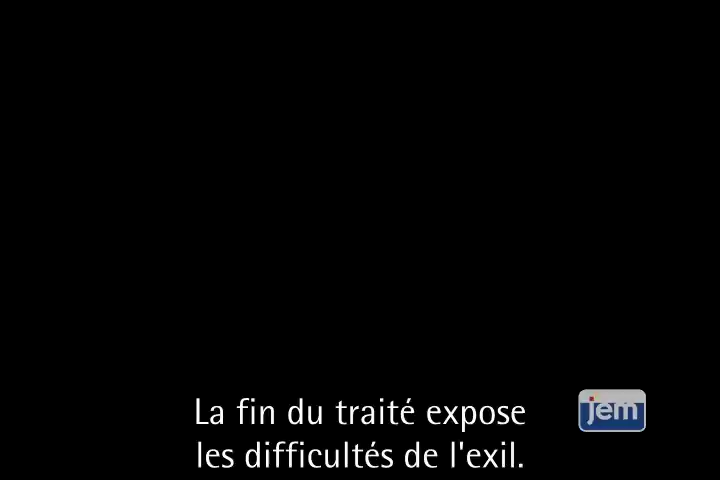 La fin du traité expose
jem
les difficultés de l'exil.